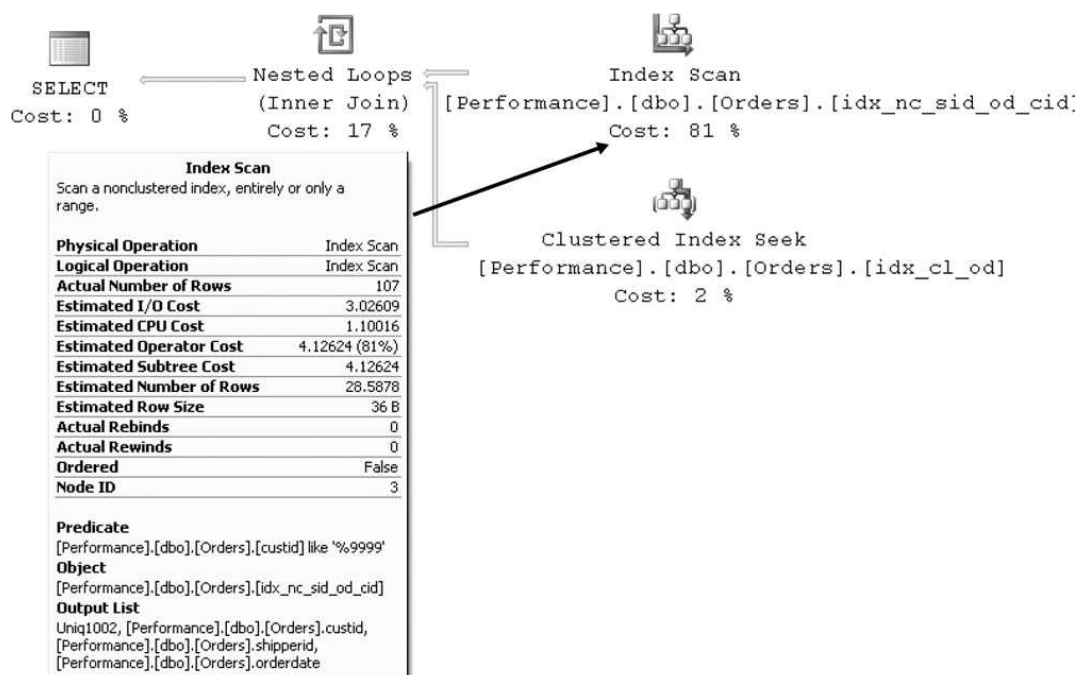 SELECT
Cost: 0 %
Nested Loops
(Inner Join)
Cost: 17 %
Index Scan
[Performance].[dbo].[Orders].[idx_nc_sid_od_cid]
Cost: 81 %
Clustered Index Seek
[Performance].[dbo].[Orders].[idx_cl_od]
Cost: 2 %
Index Scan
Scan a nonclustered index, entirely or only a
range.
Physical Operation Index Scan
Logical Operation Index Scan
Actual Number of Rows 107
Estimated I/O Cost 3.02609
Estimated CPU Cost 1.10016
Estimated Operator Cost 4.12624 (81%)
Estimated Subtree Cost 4.12624
Estimated Number of Rows 28.5878
Estimated Row Size 36 B
Actual Rebinds 0
Actual Rewinds 0
Ordered False
Node ID 3
Predicate
[Performance].[dbo].[Orders].[custid] like '%9999'
Object
[Performance].[dbo].[Orders].[idx_nc_sid_od_cid]
Output List
Uniq1002, [Performance].[dbo].[Orders].custid,
[Performance].[dbo].[Orders].shipperid,
[Performance].[dbo].[Orders].orderdate